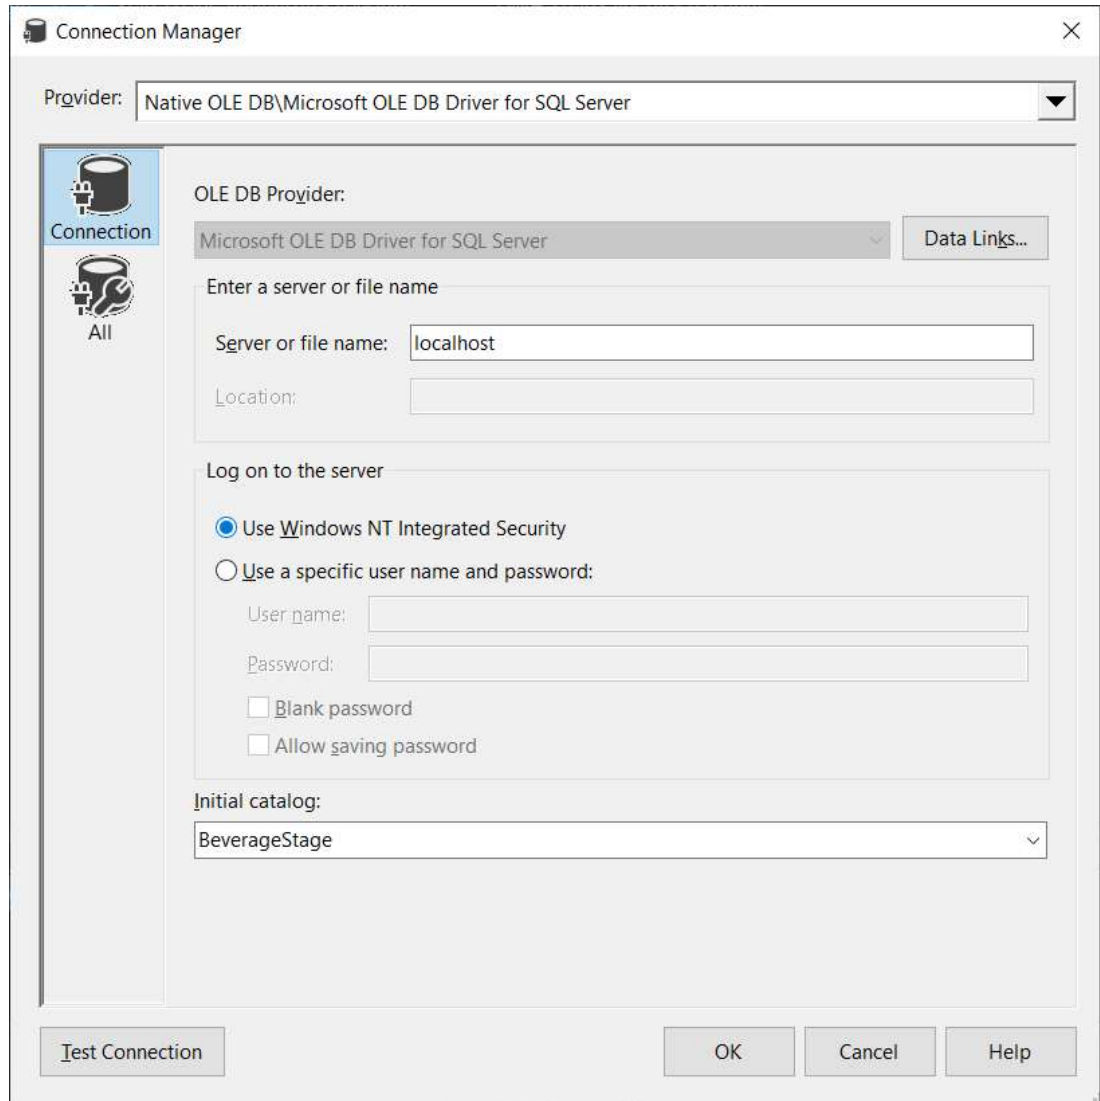 Connection Manager
Provider: Native OLE DB\Microsoft OLE DB Driver for SQL Server
Connection
All
OLE DB Provider:
Microsoft OLE DB Driver for SQL Server Data Links...
Enter a server or file name
Server or file name: localhost
Location:
Log on to the server
Use Windows NT Integrated Security
Use a specific user name and password:
User name:
Password:
Blank password
Allow saving password
Initial catalog:
BeverageStage
Test Connection OK Cancel Help